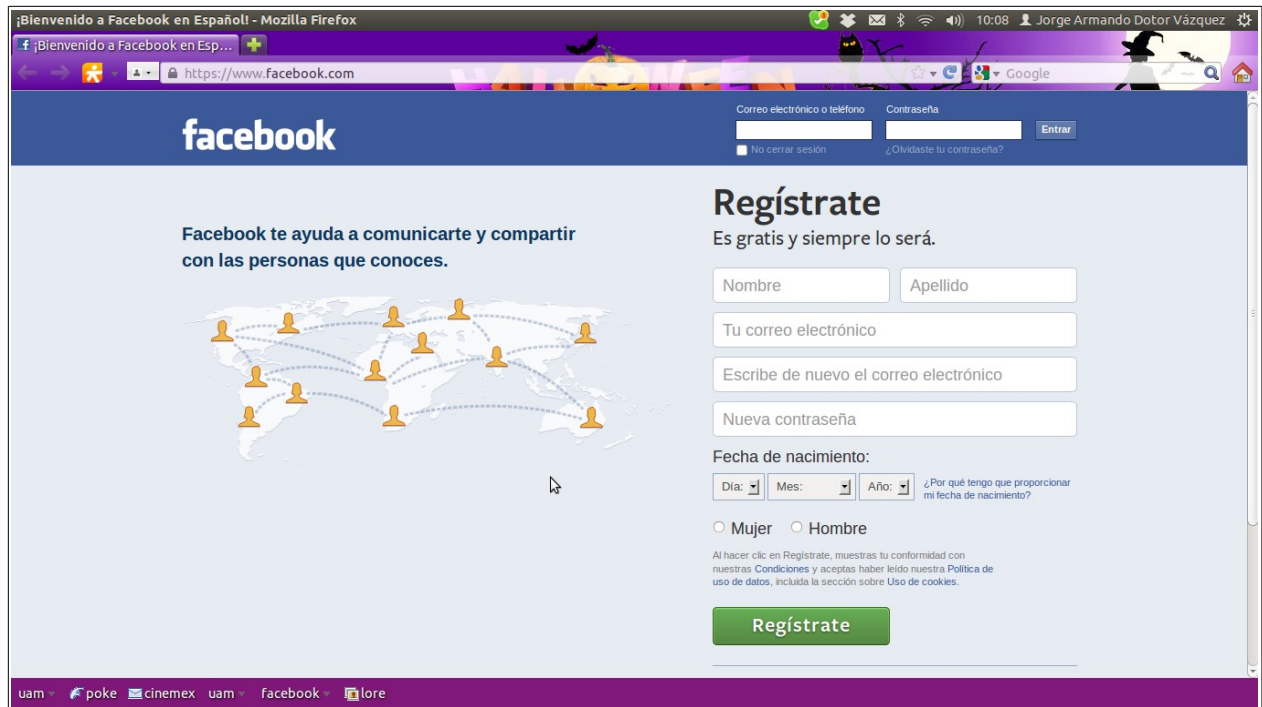 ¡Bienvenido a Facebook en Español! - Mozilla Firefox
10:08 Jorge Armando Dotor Vázquez
¡Bienvenido a Facebook en Esp...
https://www.facebook.com
Google
HALLOWEEN
facebook
Correo electrónico o teléfono
Contraseña
Entrar
No cerrar sesión
¿Olvidaste tu contraseña?
Facebook te ayuda a comunicarte y compartir
con las personas que conoces.
Regístrate
Es gratis y siempre lo será.
Nombre
Apellido
Tu correo electrónico
Escribe de nuevo el correo electrónico
Nueva contraseña
Fecha de nacimiento:
Día:
Mes:
Año:
¿Por qué tengo que proporcionar
mi fecha de nacimiento?
Mujer
Hombre
Al hacer clic en Regístrate, muestras tu conformidad con
nuestras Condiciones y aceptas haber leído nuestra Política de
uso de datos, incluida la sección sobre Uso de cookies.
Regístrate
uam poke cinemex uam facebook lore